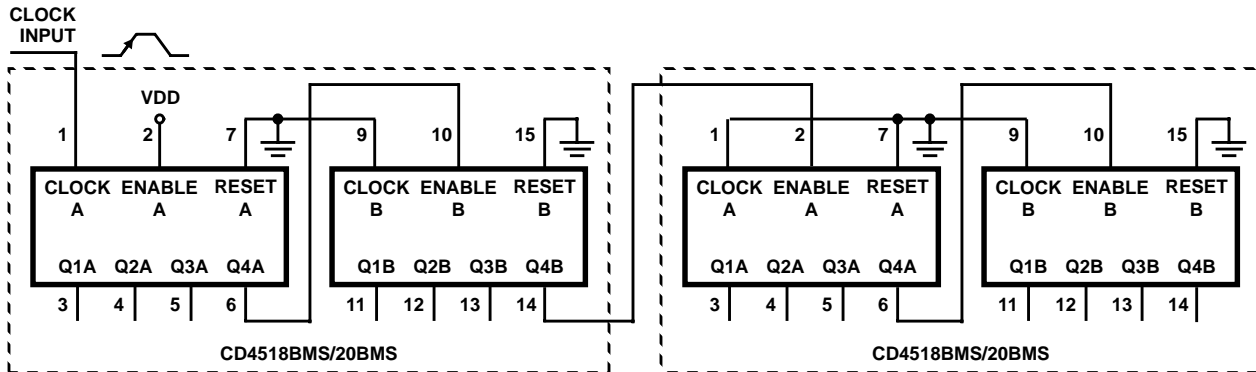 CLOCK
INPUT
VDD
1 2 7 9 10 15 1 2 7 9 10 15
CLOCK ENABLE RESET CLOCK ENABLE RESET CLOCK ENABLE RESET CLOCK ENABLE RESET
A A A B B B A A A B B B
Q1A Q2A Q3A Q4A Q1B Q2B Q3B Q4B Q1A Q2A Q3A Q4A Q1B Q2B Q3B Q4B
3 4 5 6 11 12 13 14 3 4 5 6 11 12 13 14
CD4518BMS/20BMS CD4518BMS/20BMS